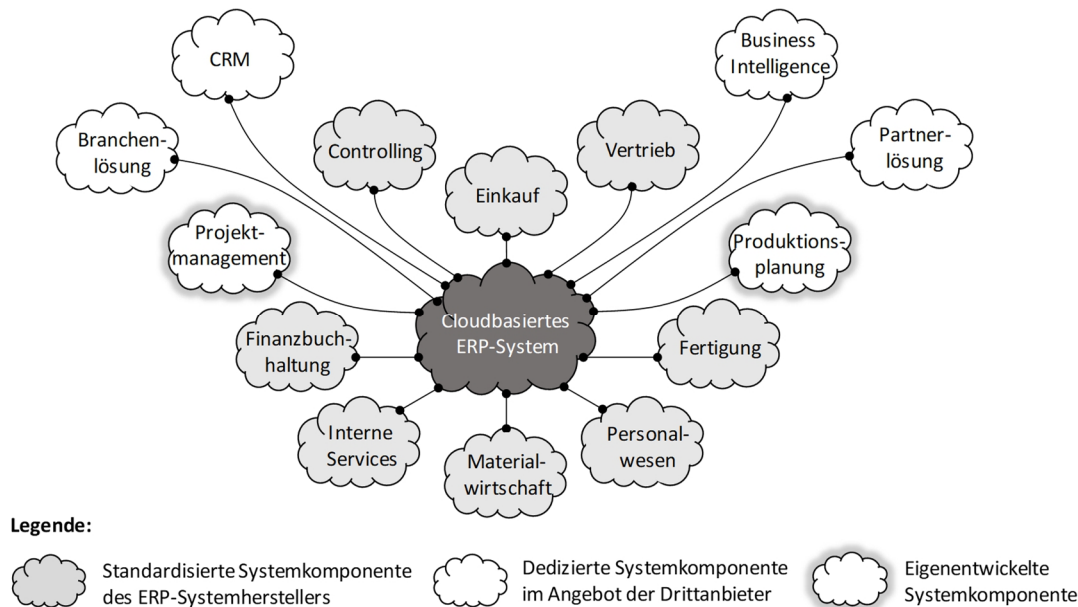 CRM
Business
Intelligence
Branchen-
lösung
Controlling
Einkauf
Vertrieb
Partner-
lösung
Projekt-
management
Produktions-
planung
Cloudbasiertes
ERP-System
Finanzbuch-
haltung
Fertigung
Interne
Services
Material-
wirtschaft
Personal-
wesen
Legende:
Standardisierte Systemkomponente
des ERP-Systemherstellers
Dedizierte Systemkomponente
im Angebot der Drittanbieter
Eigenentwickelte
Systemkomponente